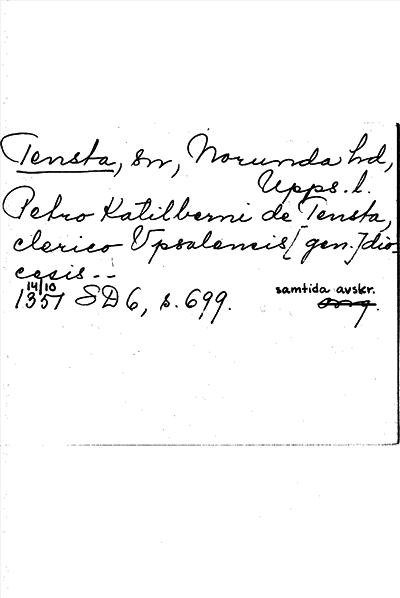 Tensta, sn, Norunda hd,
Upps. l.
Petro Katilberni de Tensta,
clerico Upsalensis [gen.] dio-
cesis --
14/10
1351 SD 6, s. 699.
samtida avskr.
orig.